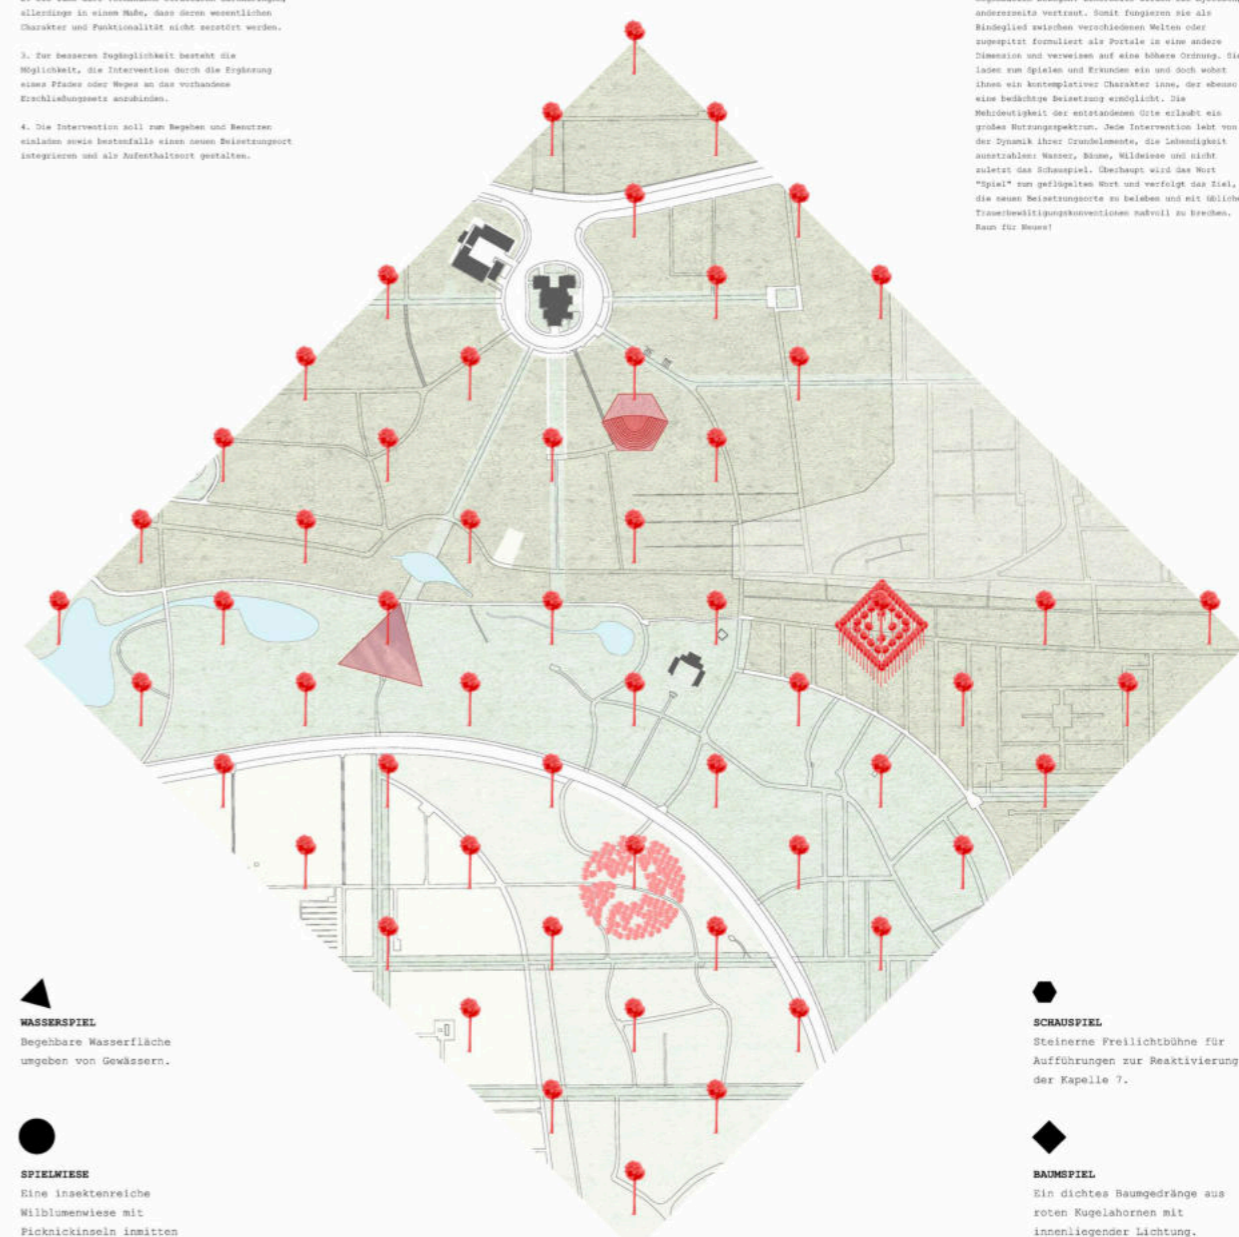 allerdings in einem Maße, dass deren wesentlichen
Charakter und Funktionalität nicht zerstört werden.
3. Zur besseren Zugänglichkeit besteht die
Möglichkeit, die Intervention durch die Ergänzung
eines Pfades oder Weges an das vorhandene
Erschließungsnetz anzubinden.
4. Die Intervention soll zum Begehen und Benutzen
einladen sowie bestenfalls einen neuen Beisetzungsort
integrieren und als Aufenthaltsort gestalten.
andererseits vertraut. Somit fungieren sie als
Bindeglied zwischen verschiedenen Welten oder
zugespitzt formuliert als Portale in eine andere
Dimension und verweisen auf eine höhere Ordnung. Sie
laden zum Spielen und Erkunden ein und doch wohnt
ihnen ein kontemplativer Charakter inne, der ebenso
eine bedächtige Beisetzung ermöglicht. Die
Mehrdeutigkeit der entstandenen Orte erlaubt ein
großes Nutzungsspektrum. Jede Intervention lebt von
der Dynamik ihrer Grundelemente, die Lebendigkeit
ausstrahlen: Wasser, Bäume, Wildwiese und nicht
zuletzt das Schauspiel. Überhaupt wird das Wort
"Spiel" zum geflügelten Wort und verfolgt das Ziel,
die neuen Beisetzungsorte zu beleben und mit übliche
Trauerbewältigungskonventionen maßvoll zu brechen.
Raum für Neues!
WASSERSPIEL
Begehbare Wasserfläche
umgeben von Gewässern.
SPIELWIESE
Eine insektenreiche
Wilblumenwiese mit
Picknickinseln inmitten
SCHAUSPIEL
Steinerne Freilichtbühne für
Aufführungen zur Reaktivierung
der Kapelle 7.
BAUMSPIEL
Ein dichtes Baumgedränge aus
roten Kugelahornen mit
innenliegender Lichtung.